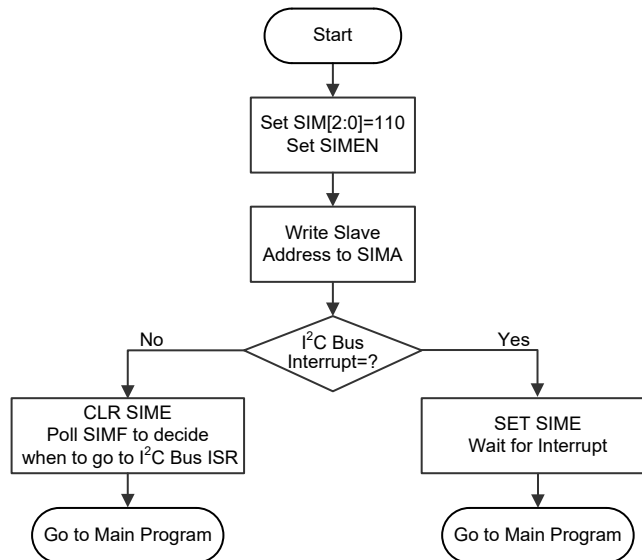 Start
Set SIM[2:0]=110
Set SIMEN
Write Slave
Address to SIMA
I²C Bus
Interrupt=?
No
Yes
CLR SIME
Poll SIMF to decide
when to go to I²C Bus ISR
SET SIME
Wait for Interrupt
Go to Main Program
Go to Main Program